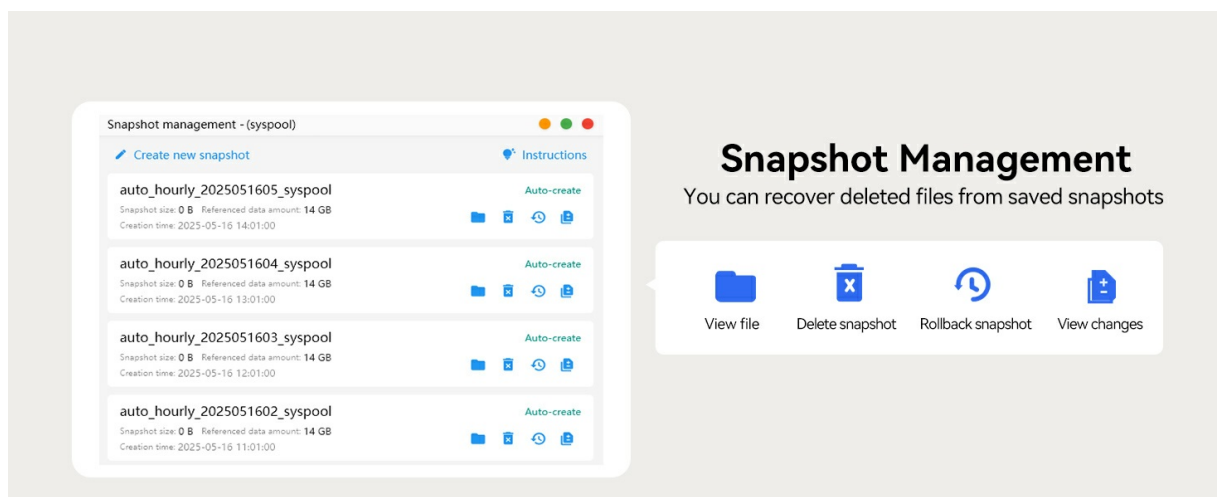 Snapshot management - (syspool)
Create new snapshot
Instructions
auto_hourly_2025051605_syspool
Auto-create
Snapshot size: 0 B Referenced data amount: 14 GB
Creation time: 2025-05-16 14:01:00
auto_hourly_2025051604_syspool
Auto-create
Snapshot size: 0 B Referenced data amount: 14 GB
Creation time: 2025-05-16 13:01:00
auto_hourly_2025051603_syspool
Auto-create
Snapshot size: 0 B Referenced data amount: 14 GB
Creation time: 2025-05-16 12:01:00
auto_hourly_2025051602_syspool
Auto-create
Snapshot size: 0 B Referenced data amount: 14 GB
Creation time: 2025-05-16 11:01:00
Snapshot Management
You can recover deleted files from saved snapshots
View file
Delete snapshot
Rollback snapshot
View changes